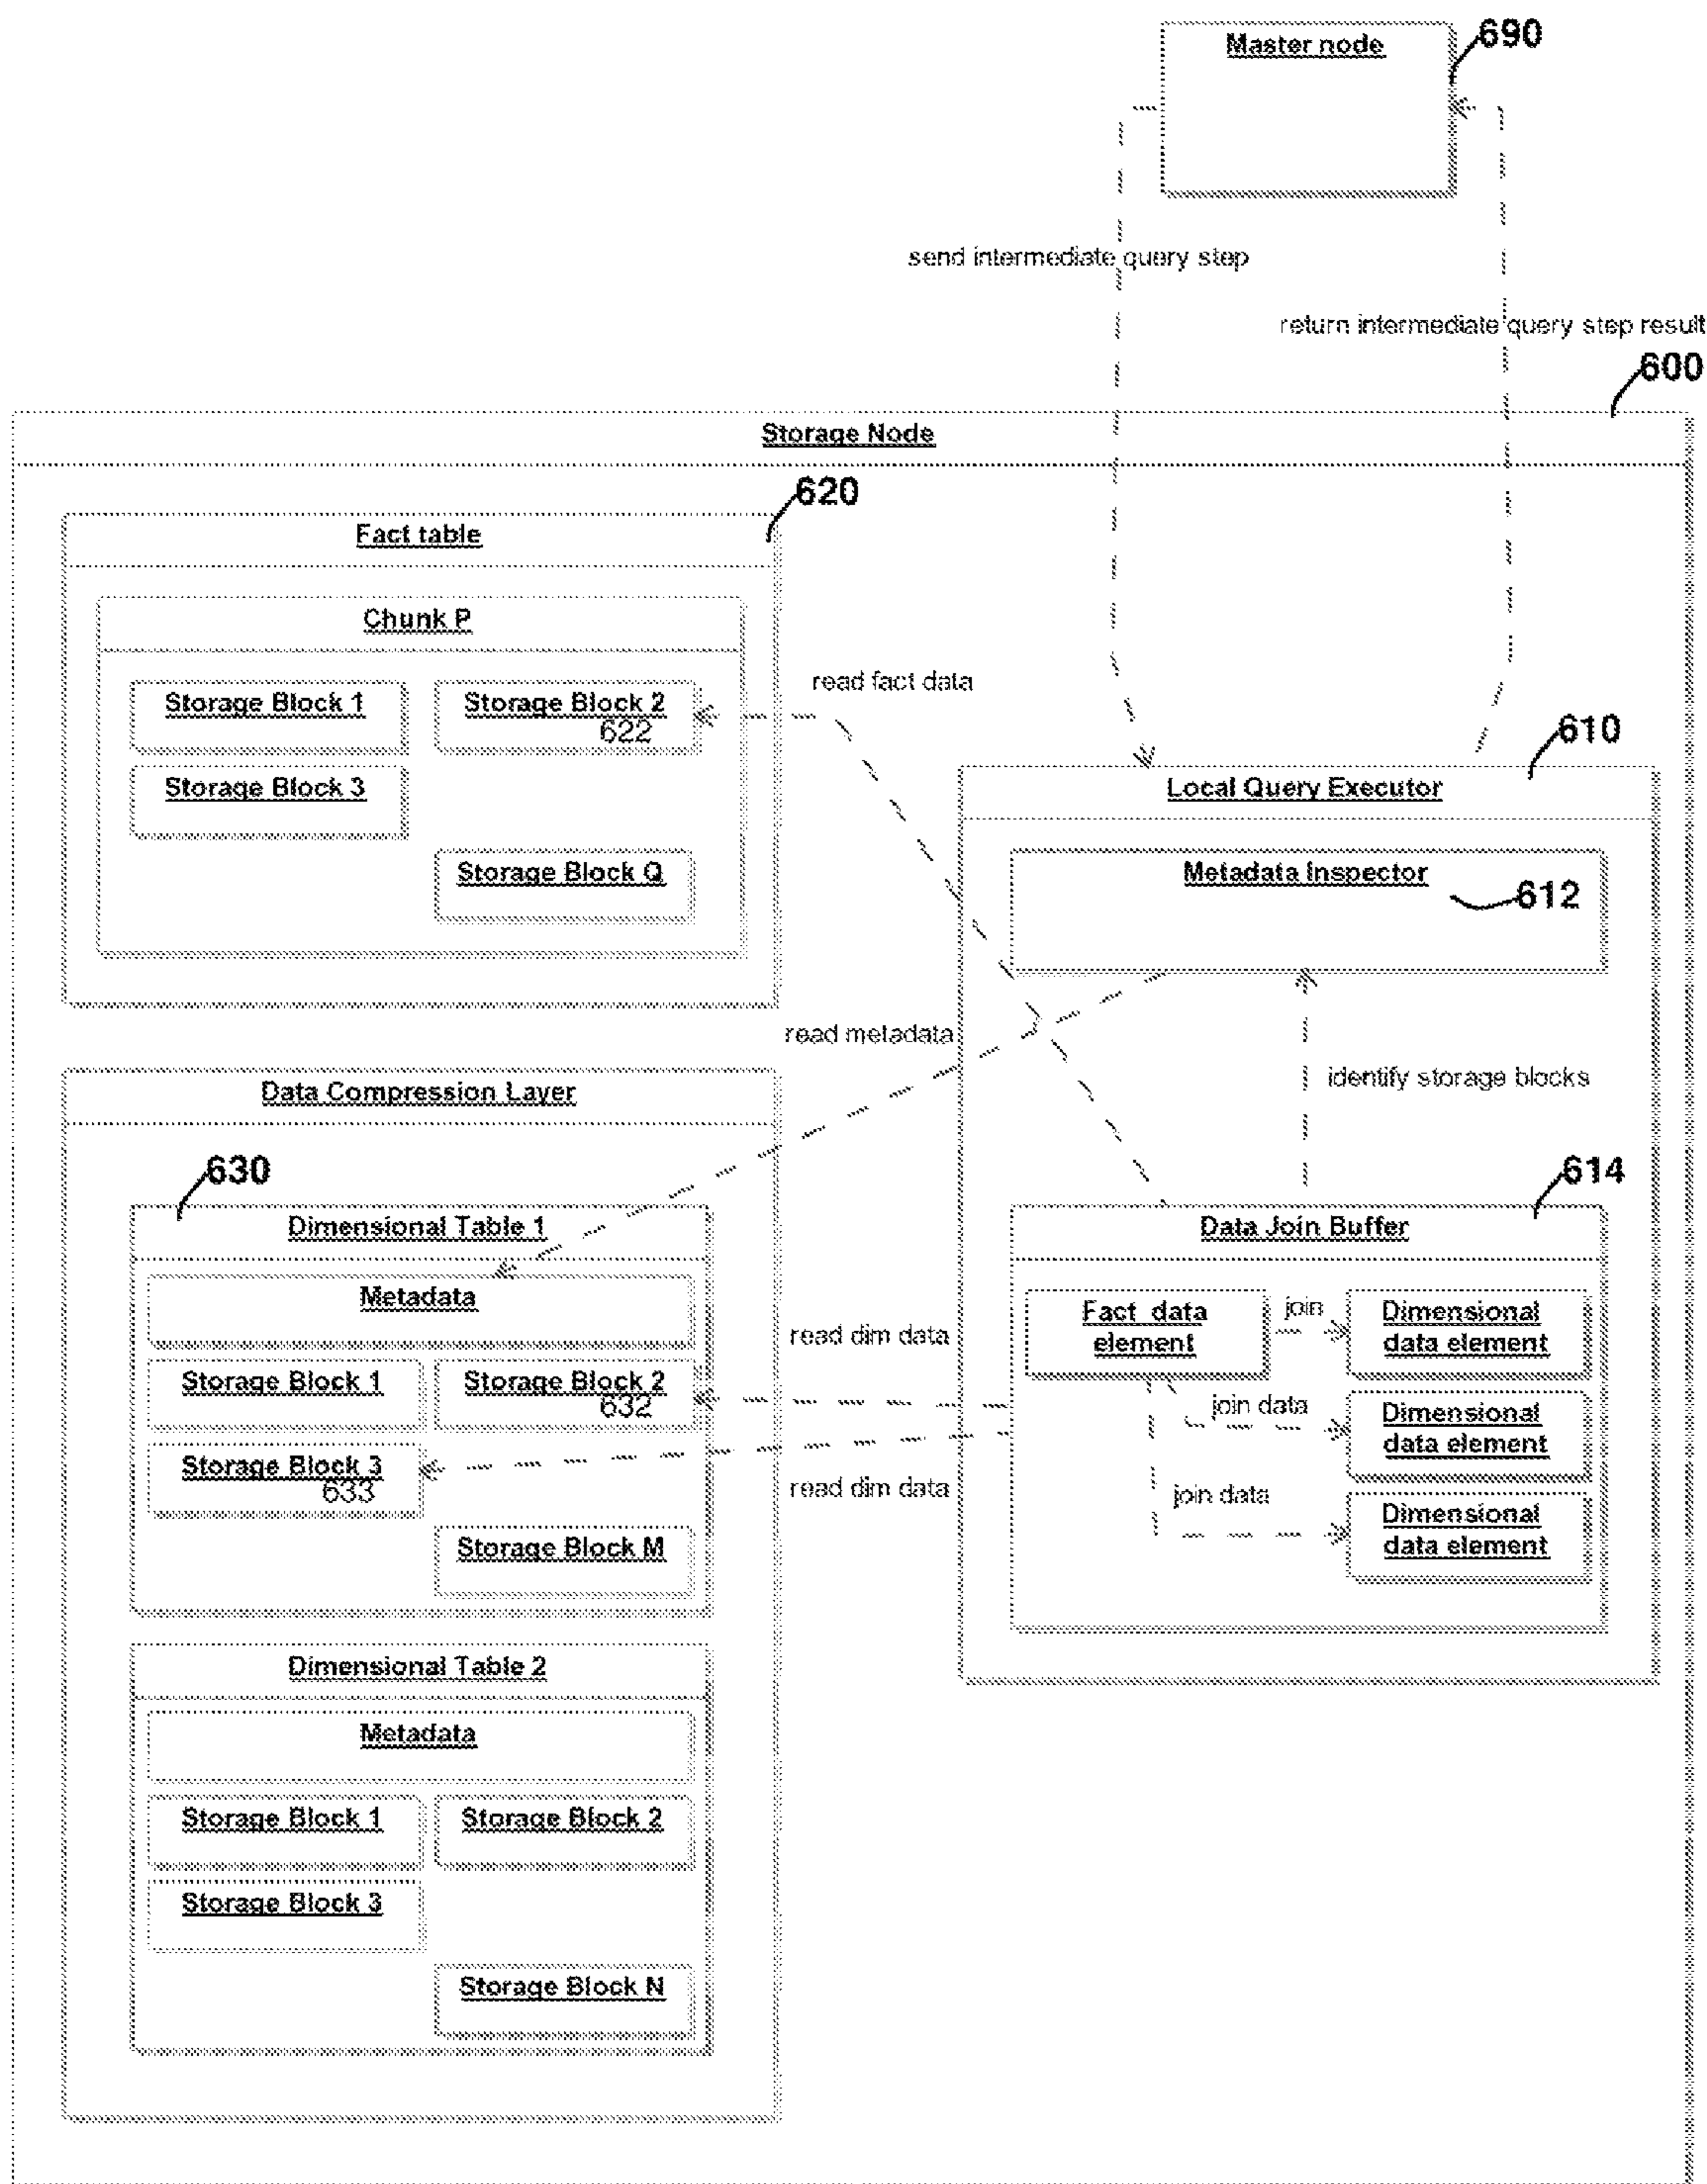 Master node
690
send intermediate query step
return intermediate query step result
600
Storage Node
620
Fact table
Chunk P
Storage Block 1
Storage Block 2
622
Storage Block 3
Storage Block Q
read fact data
610
Local Query Executor
Metadata Inspector
612
read metadata
identify storage blocks
Data Compression Layer
630
Dimensional Table 1
Metadata
Storage Block 1
Storage Block 2
632
Storage Block 3
633
Storage Block M
read dim data
read dim data
614
Data Join Buffer
Fact data
element
join
Dimensional
data element
join data
Dimensional
data element
join data
Dimensional
data element
Dimensional Table 2
Metadata
Storage Block 1
Storage Block 2
Storage Block 3
Storage Block N